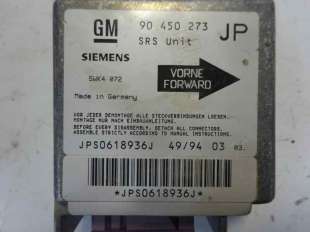 GM 90 450 273 JP
SRS Unit
SIEMENS
5WK4 072
VORNE
FORWARD
Made in Germany
VOR JEDER DEMONTAGE ALLE STECKVERBINDUNGEN LOESEN.
MONTAGE NUR NACH EINBAUANLEITUNG.
BEFORE EVERY DISASSEMBLY, DETACH ALL CONNECTORS.
ASSEMBLE STRICTLY ACCORDING TO MANUAL INSTRUCTIONS.
JPS0618936J 49/94 03 03.
*JPS0618936J*